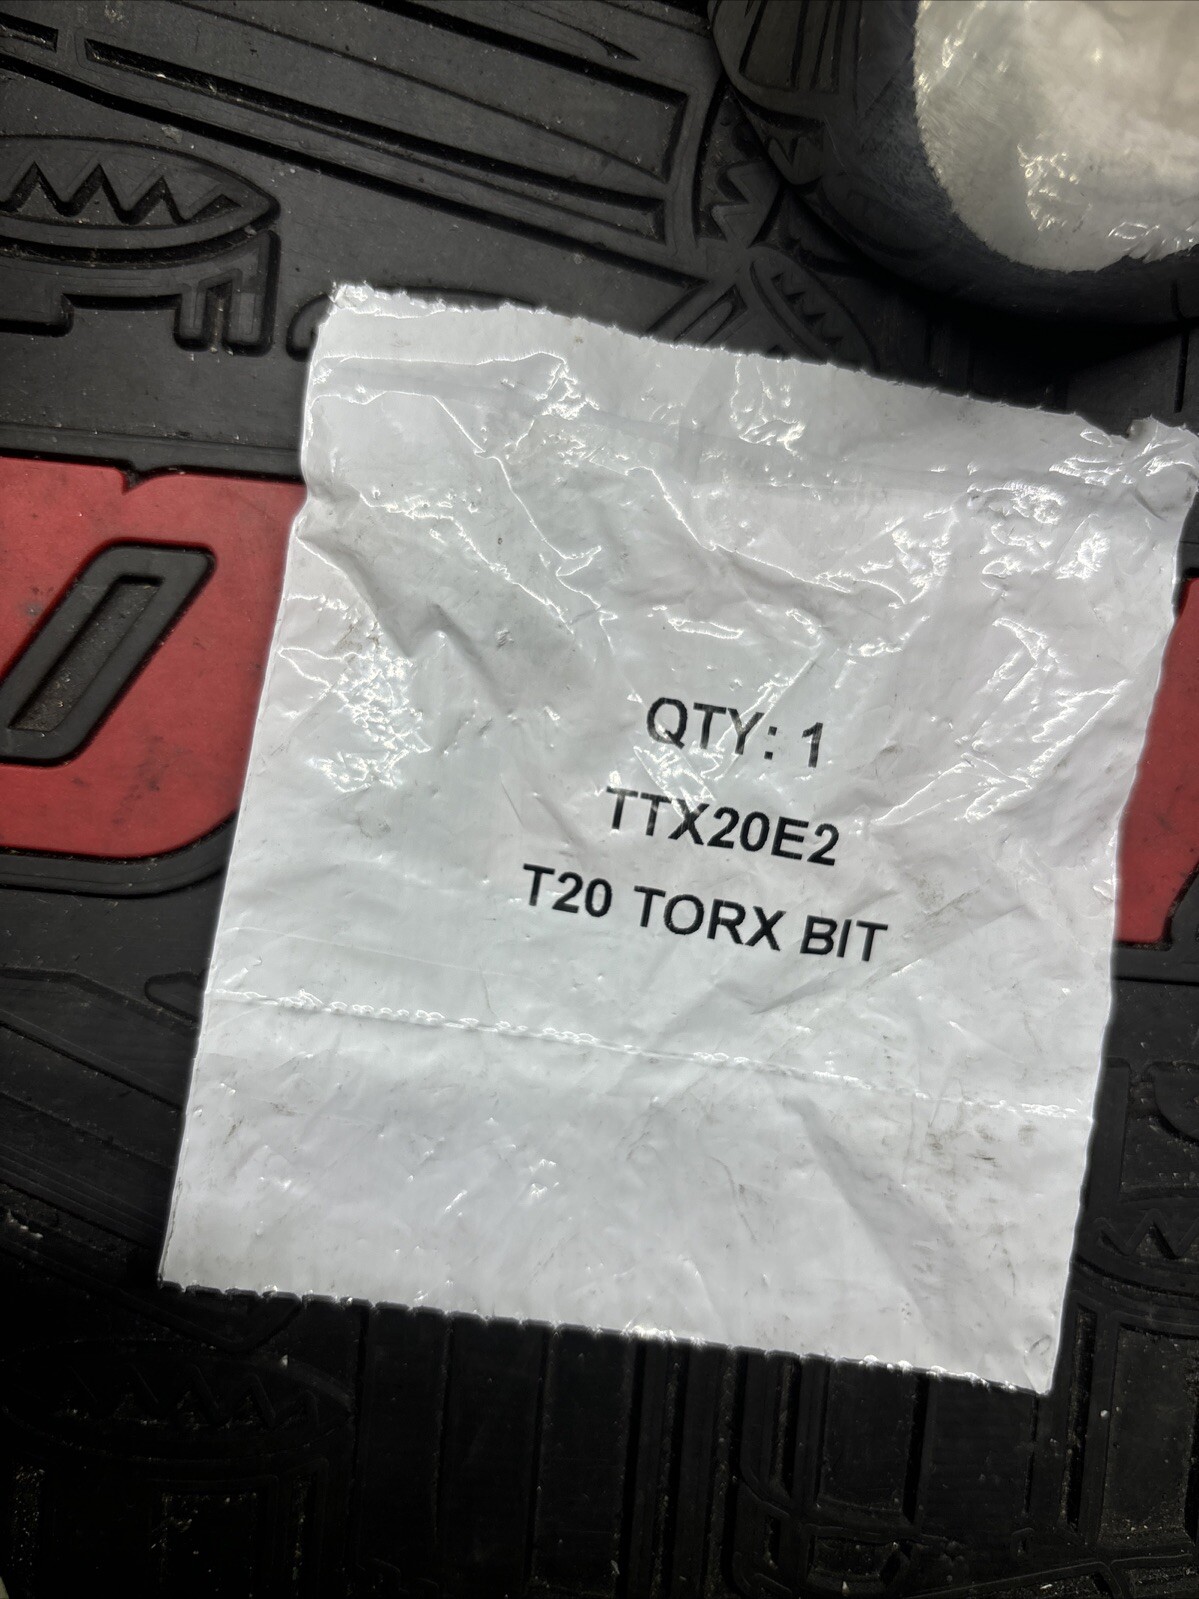 QTY: 1
TTX20E2
T20 TORX BIT